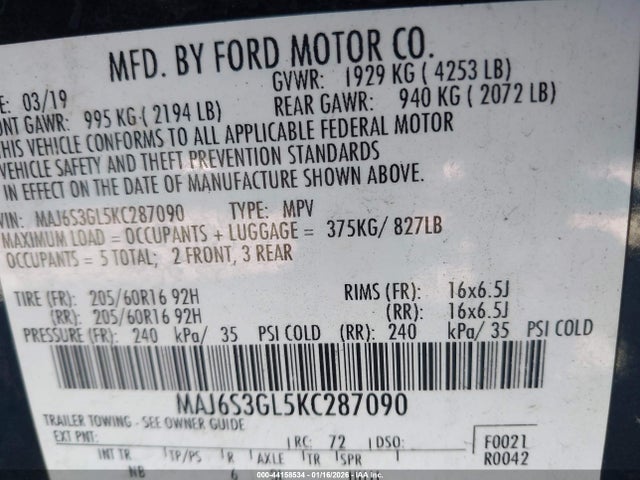 MFD. BY FORD MOTOR CO.
E: 03/19
GVWR: 1929 KG ( 4253 LB)
ONT GAWR: 995 KG ( 2194 LB)
REAR GAWR: 940 KG ( 2072 LB)
THIS VEHICLE CONFORMS TO ALL APPLICABLE FEDERAL MOTOR
VEHICLE SAFETY AND THEFT PREVENTION STANDARDS
IN EFFECT ON THE DATE OF MANUFACTURE SHOWN ABOVE.
VIN: MAJ6S3GL5KC287090 TYPE: MPV
MAXIMUM LOAD = OCCUPANTS + LUGGAGE = 375KG/ 827LB
OCCUPANTS = 5 TOTAL; 2 FRONT, 3 REAR
TIRE (FR): 205/60R16 92H RIMS (FR): 16x6.5J
(RR): 205/60R16 92H (RR): 16x6.5J
PRESSURE (FR): 240 kPa/ 35 PSI COLD (RR): 240 kPa/ 35 PSI COLD
MAJ6S3GL5KC287090
TRAILER TOWING - SEE OWNER GUIDE
EXT PNT: RC: 72 DSO: F0021
INT TR TP/PS R AXLE TR SPR R0042
NB 6
000-44158534 | 01/16/2026 - Copart IAA